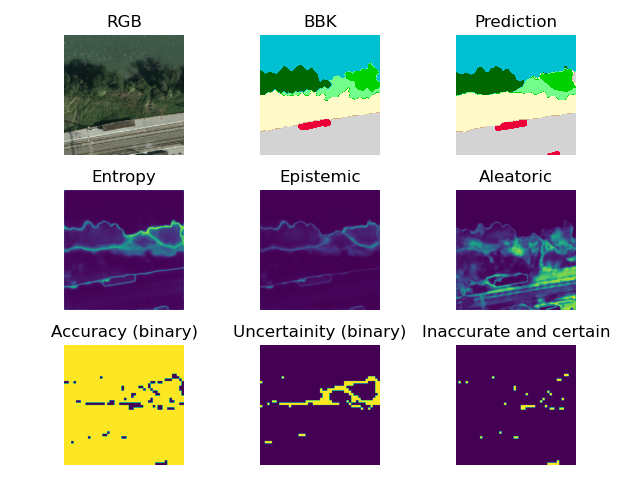 RGB
BBK
Prediction
Entropy
Epistemic
Aleatoric
Accuracy (binary)
Uncertainity (binary)
Inaccurate and certain